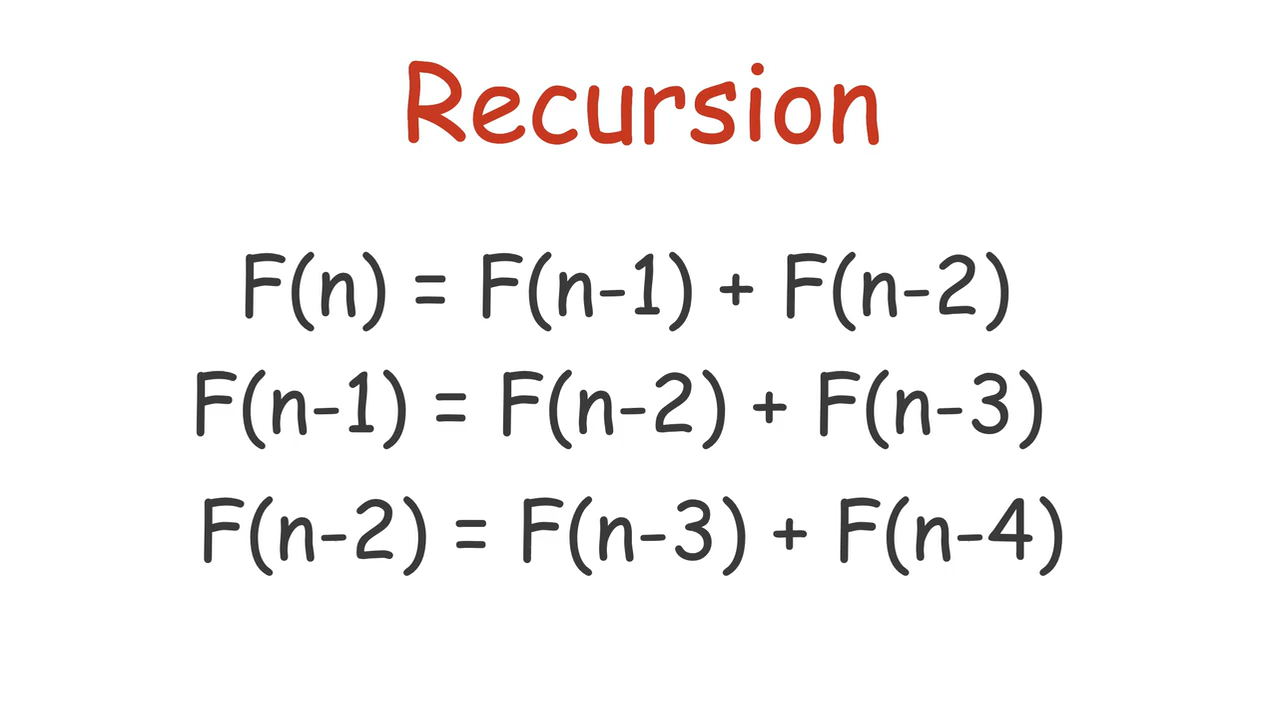 Recursion
F(n) = F(n-1) + F(n-2)
F(n-1) = F(n-2) + F(n-3)
F(n-2) = F(n-3) + F(n-4)